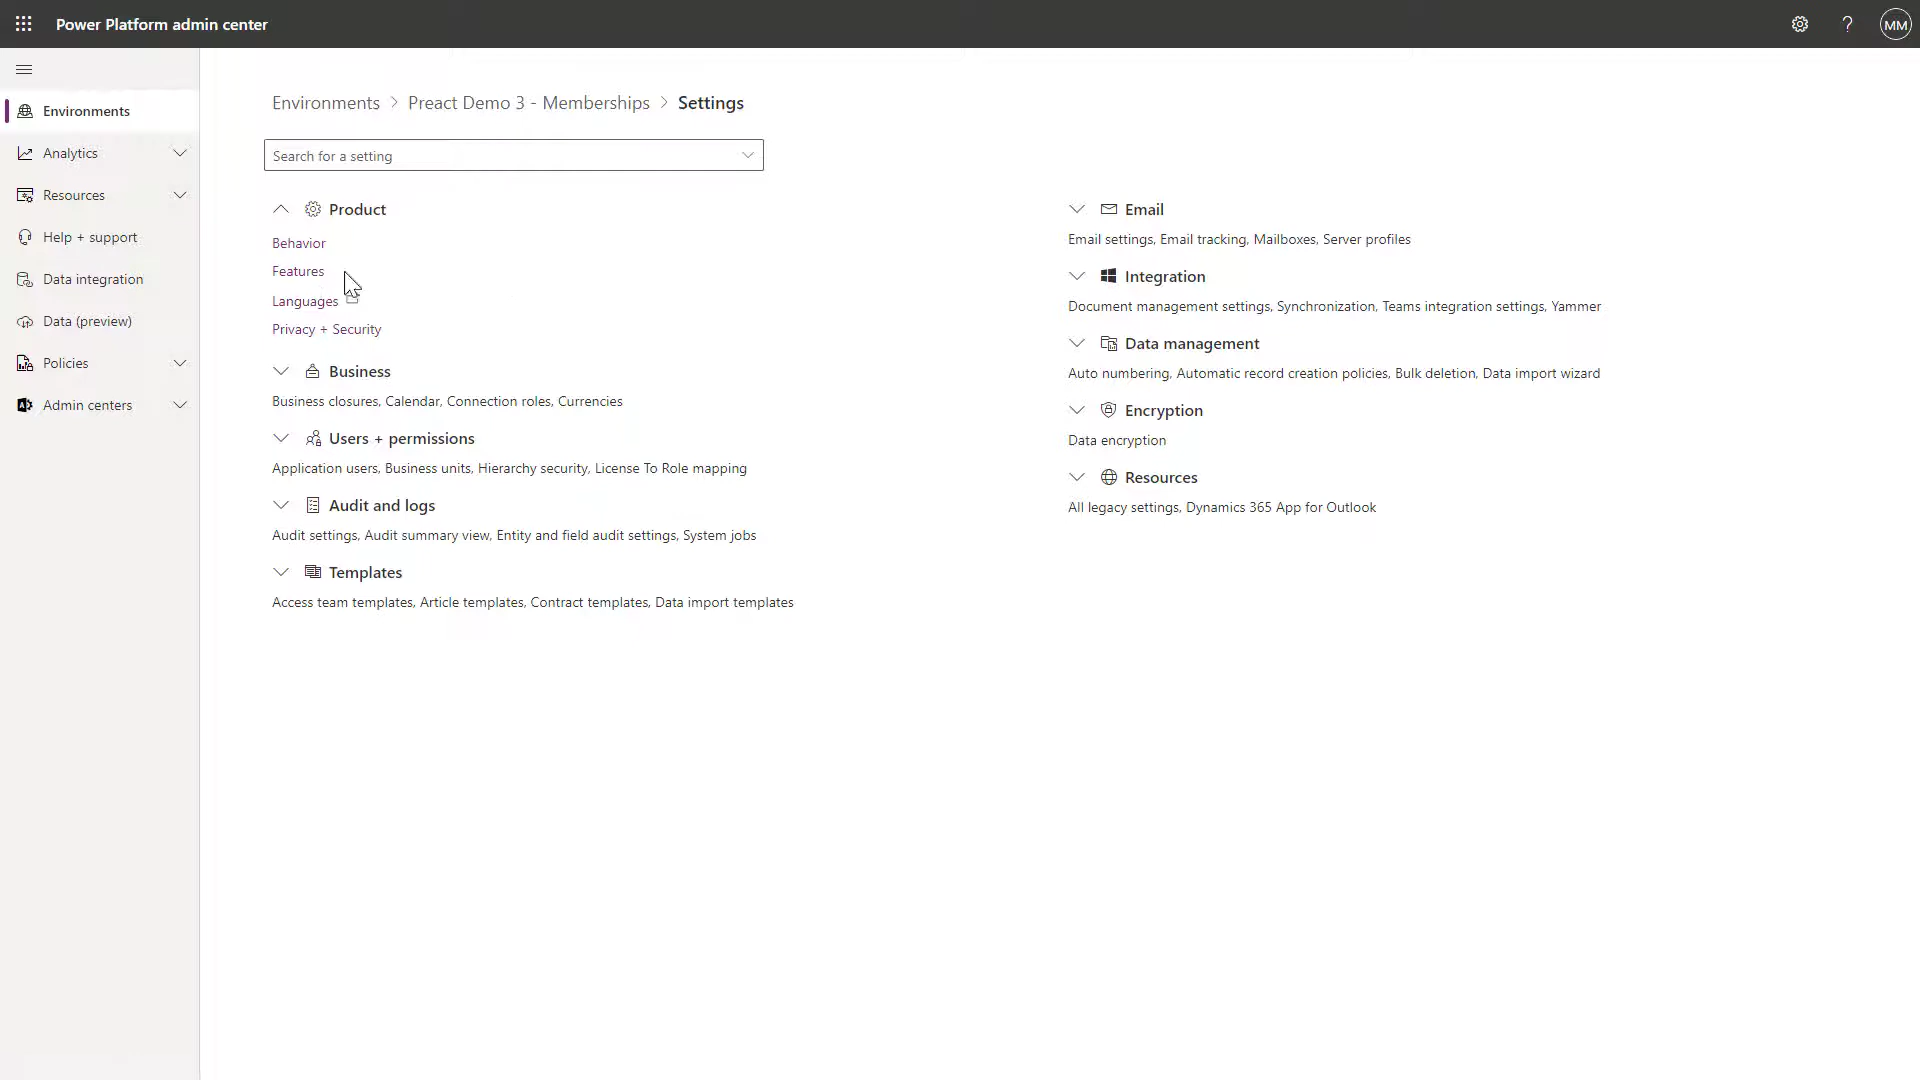 Power Platform admin center
?
MM
Environments
Analytics
Resources
Help + support
Data integration
Data (preview)
Policies
Admin centers
Environments > Preact Demo 3 - Memberships > Settings
Search for a setting
Product
Behavior
Features
Languages
Privacy + Security
Business
Business closures, Calendar, Connection roles, Currencies
Users + permissions
Application users, Business units, Hierarchy security, License To Role mapping
Audit and logs
Audit settings, Audit summary view, Entity and field audit settings, System jobs
Templates
Access team templates, Article templates, Contract templates, Data import templates
Email
Email settings, Email tracking, Mailboxes, Server profiles
Integration
Document management settings, Synchronization, Teams integration settings, Yammer
Data management
Auto numbering, Automatic record creation policies, Bulk deletion, Data import wizard
Encryption
Data encryption
Resources
All legacy settings, Dynamics 365 App for Outlook